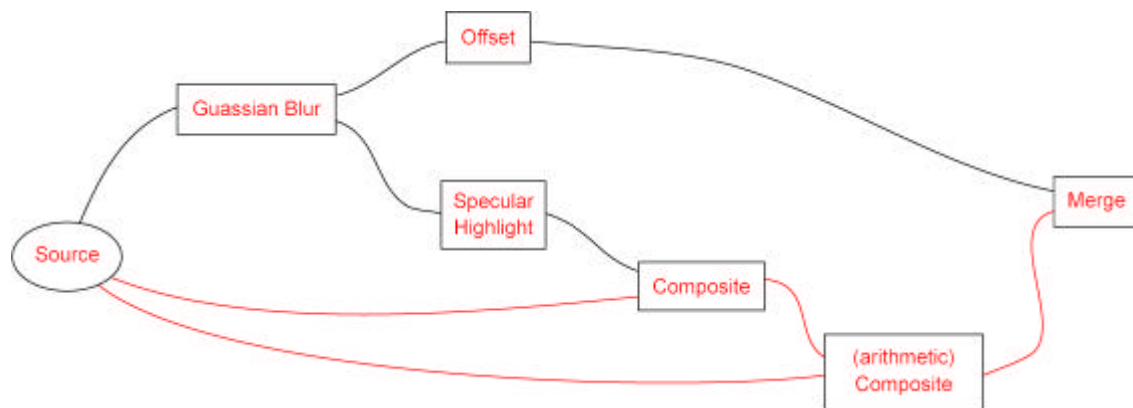 Offset
Guassian Blur
Specular
Highlight
Merge
Source
Composite
(arithmetic)
Composite